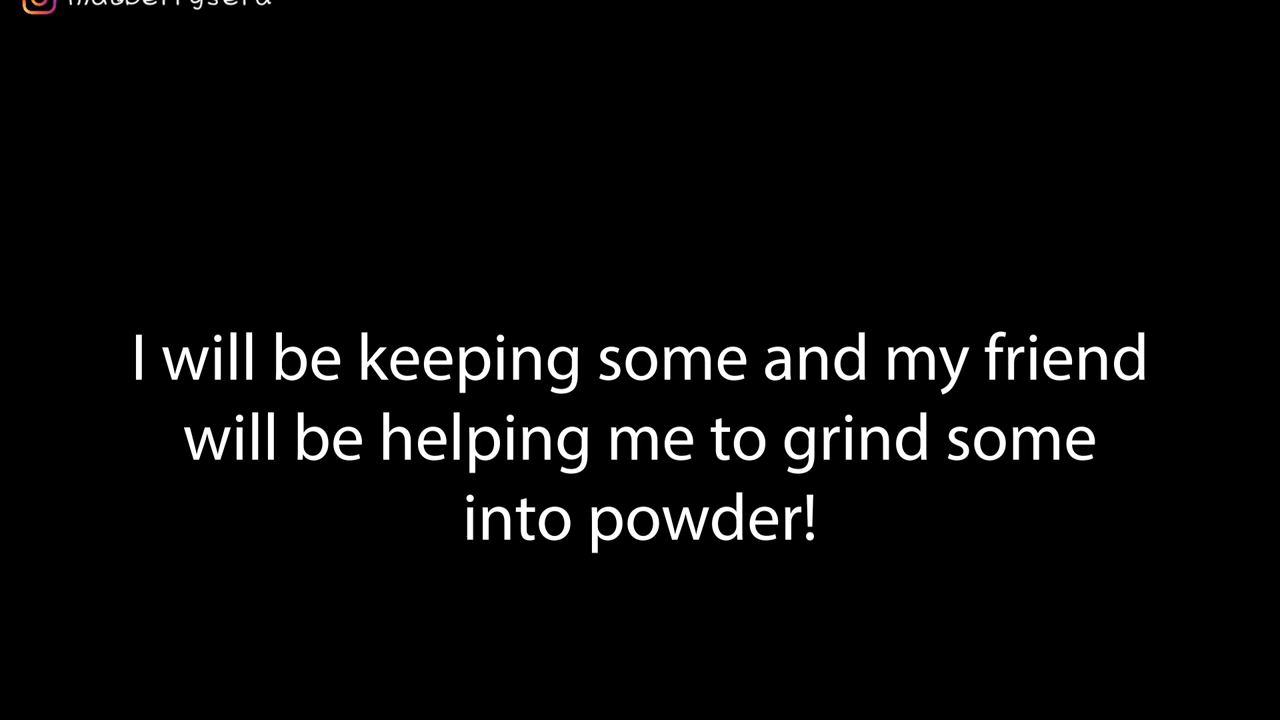 I will be keeping some and my friend
will be helping me to grind some
into powder!